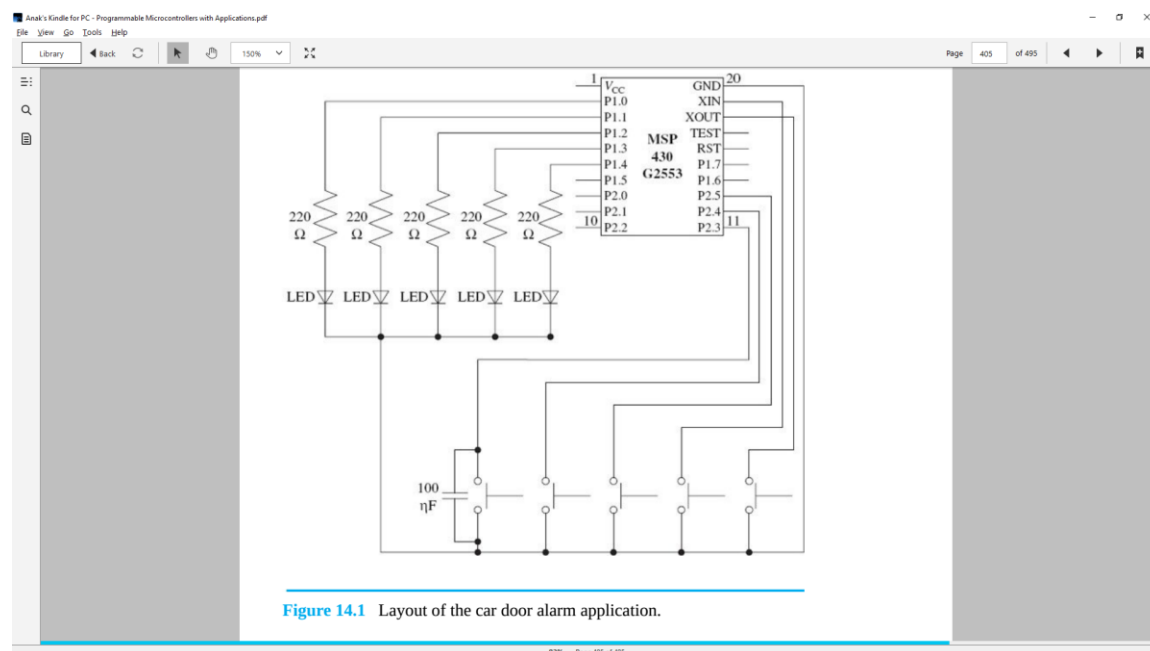 Anak's Kindle for PC - Programmable Microcontrollers with Applications.pdf
File View Go Tools Help
Library Back 150% Page 405 of 495
1 20
VCC GND
P1.0 XIN
P1.1 XOUT
P1.2 TEST
P1.3 MSP RST
P1.4 430 P1.7
P1.5 G2553 P1.6
P2.0 P2.5
P2.1 P2.4
10 P2.2 P2.3 11
220 220 220 220 220
Ω Ω Ω Ω Ω
LED LED LED LED LED
100
ηF
Figure 14.1 Layout of the car door alarm application.